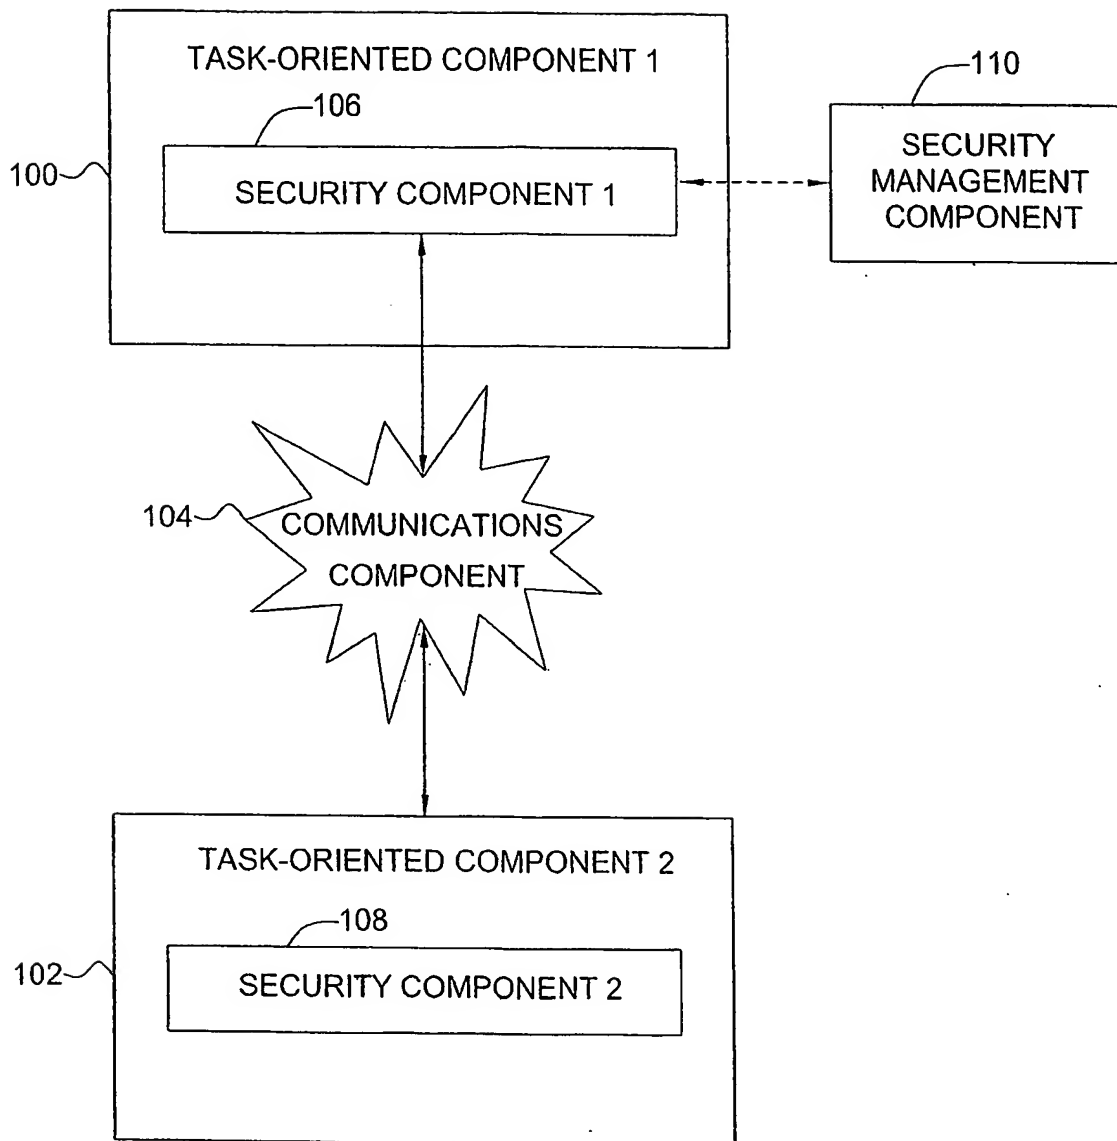 TASK-ORIENTED COMPONENT 1
106
110
100
SECURITY COMPONENT 1
SECURITY
MANAGEMENT
COMPONENT
104
COMMUNICATIONS
COMPONENT
TASK-ORIENTED COMPONENT 2
108
102
SECURITY COMPONENT 2